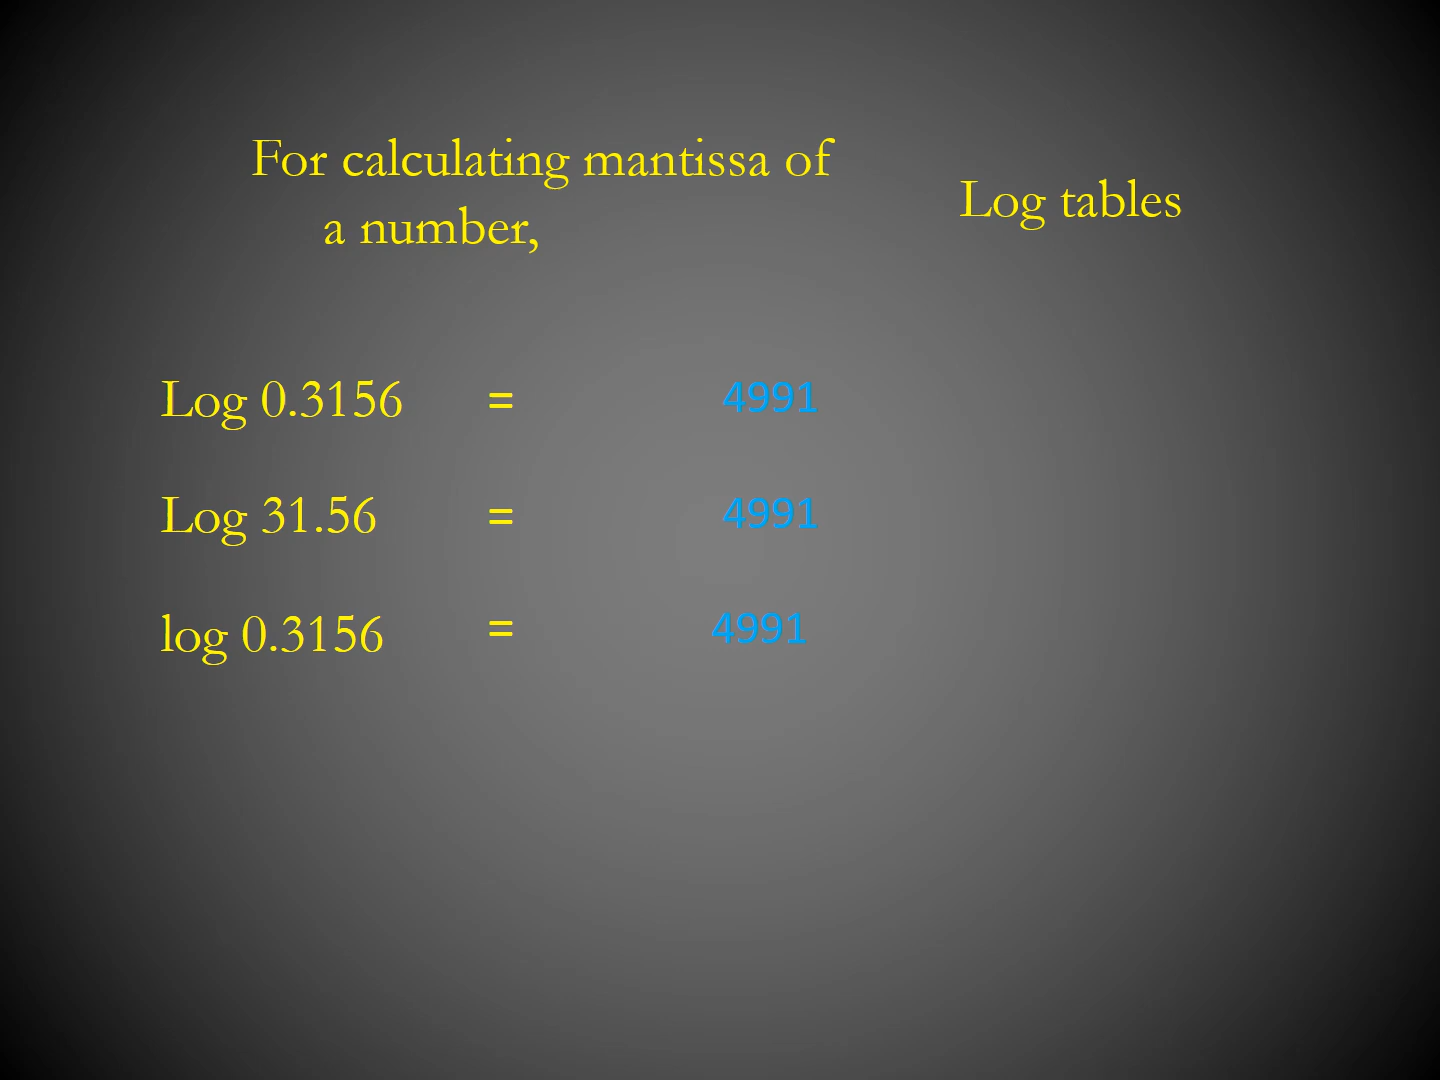 For calculating mantissa of
a number,
Log tables
Log 0.3156 = 4991
Log 31.56 = 4991
log 0.3156 = 4991